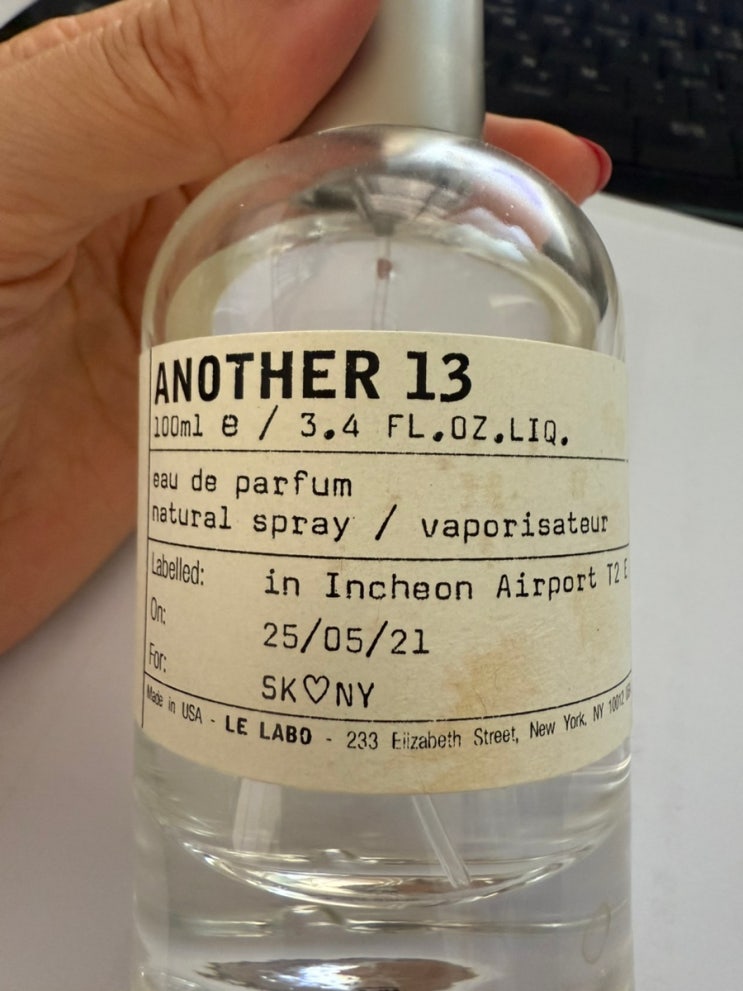 ANOTHER 13
100ml e / 3.4 FL.OZ.LIQ.
eau de parfum
natural spray / vaporisateur
Labelled: in Incheon Airport T2 E
On: 25/05/21
For: SK♡NY
Made in USA - LE LABO - 233 Elizabeth Street, New York, NY 10012